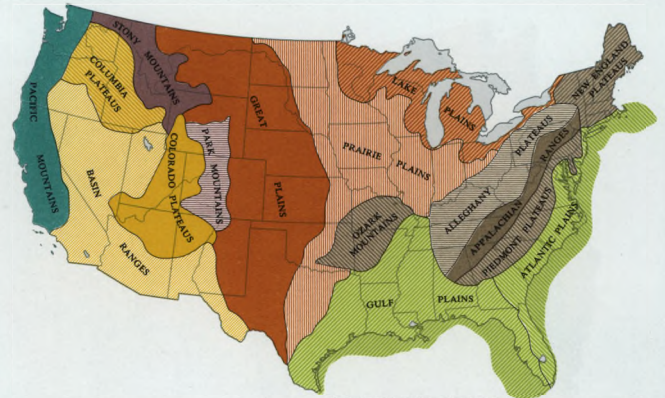 PACIFIC
MOUNTAINS
COLUMBIA
PLATEAUS
STONY
MOUNTAINS
BASIN
RANGES
COLORADO PLATEAUS
PARK
MOUNTAINS
GREAT
PLAINS
PRAIRIE
PLAINS
LAKE
PLAINS
OZARK
MOUNTAINS
GULF
PLAINS
ALLEGHANY
PLATEAUS
APPALACHIAN
RANGES
PIEDMONT PLATEAUS
ATLANTIC PLAINS
NEW ENGLAND
PLATEAUS